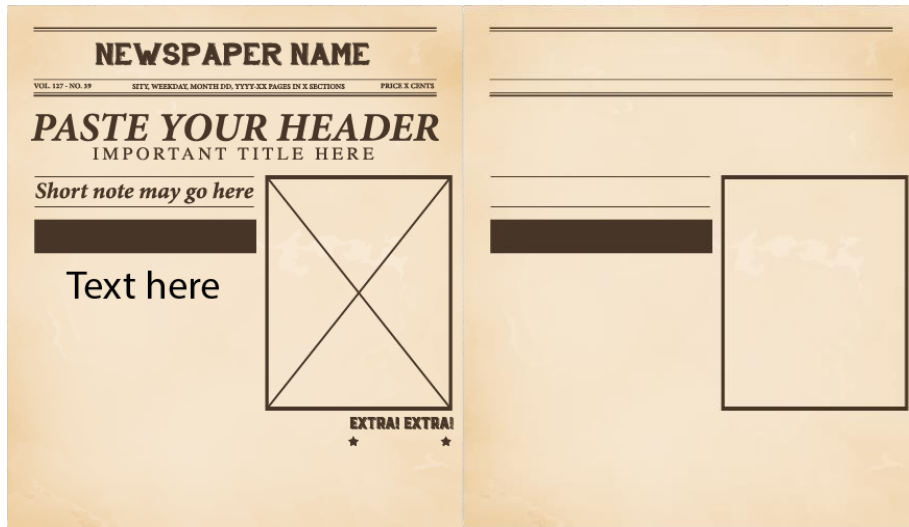 NEWSPAPER NAME
VOL. 127 - NO. 39 SITY, WEEKDAY, MONTH DD, YYYY-XX PAGES IN X SECTIONS PRICE X CENTS
PASTE YOUR HEADER
IMPORTANT TITLE HERE
Short note may go here
Text here
EXTRA! EXTRA!